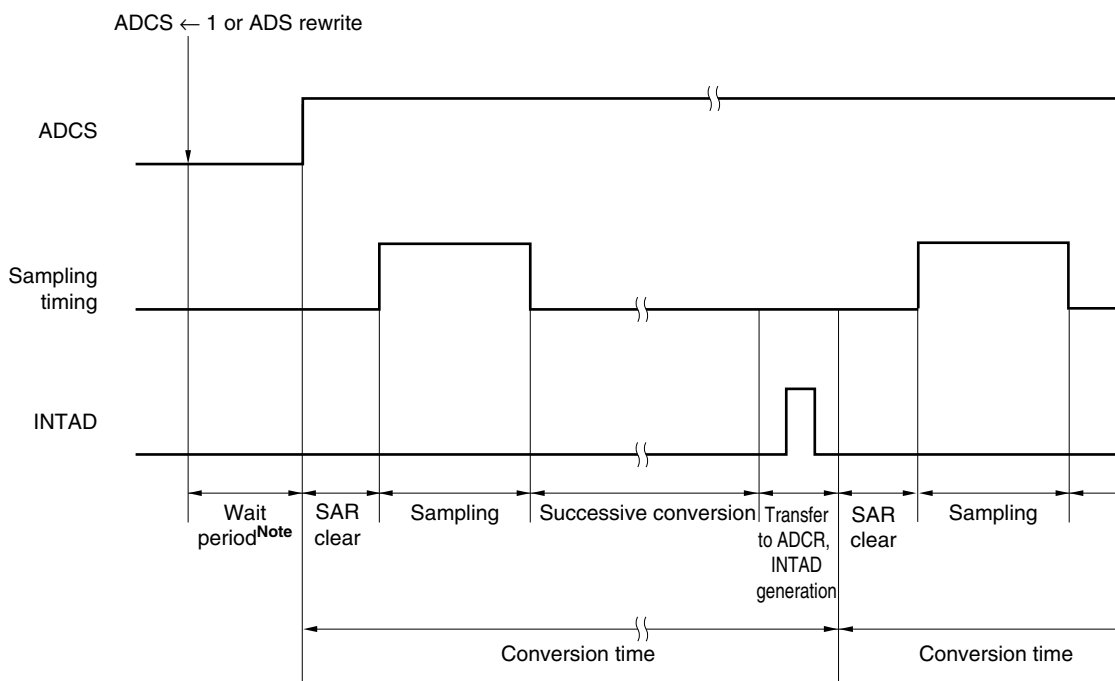 ADCS ← 1 or ADS rewrite
ADCS
Sampling
timing
INTAD
Wait
periodNote
SAR
clear
Sampling
Successive conversion
Transfer
to ADCR,
INTAD
generation
SAR
clear
Sampling
Conversion time
Conversion time